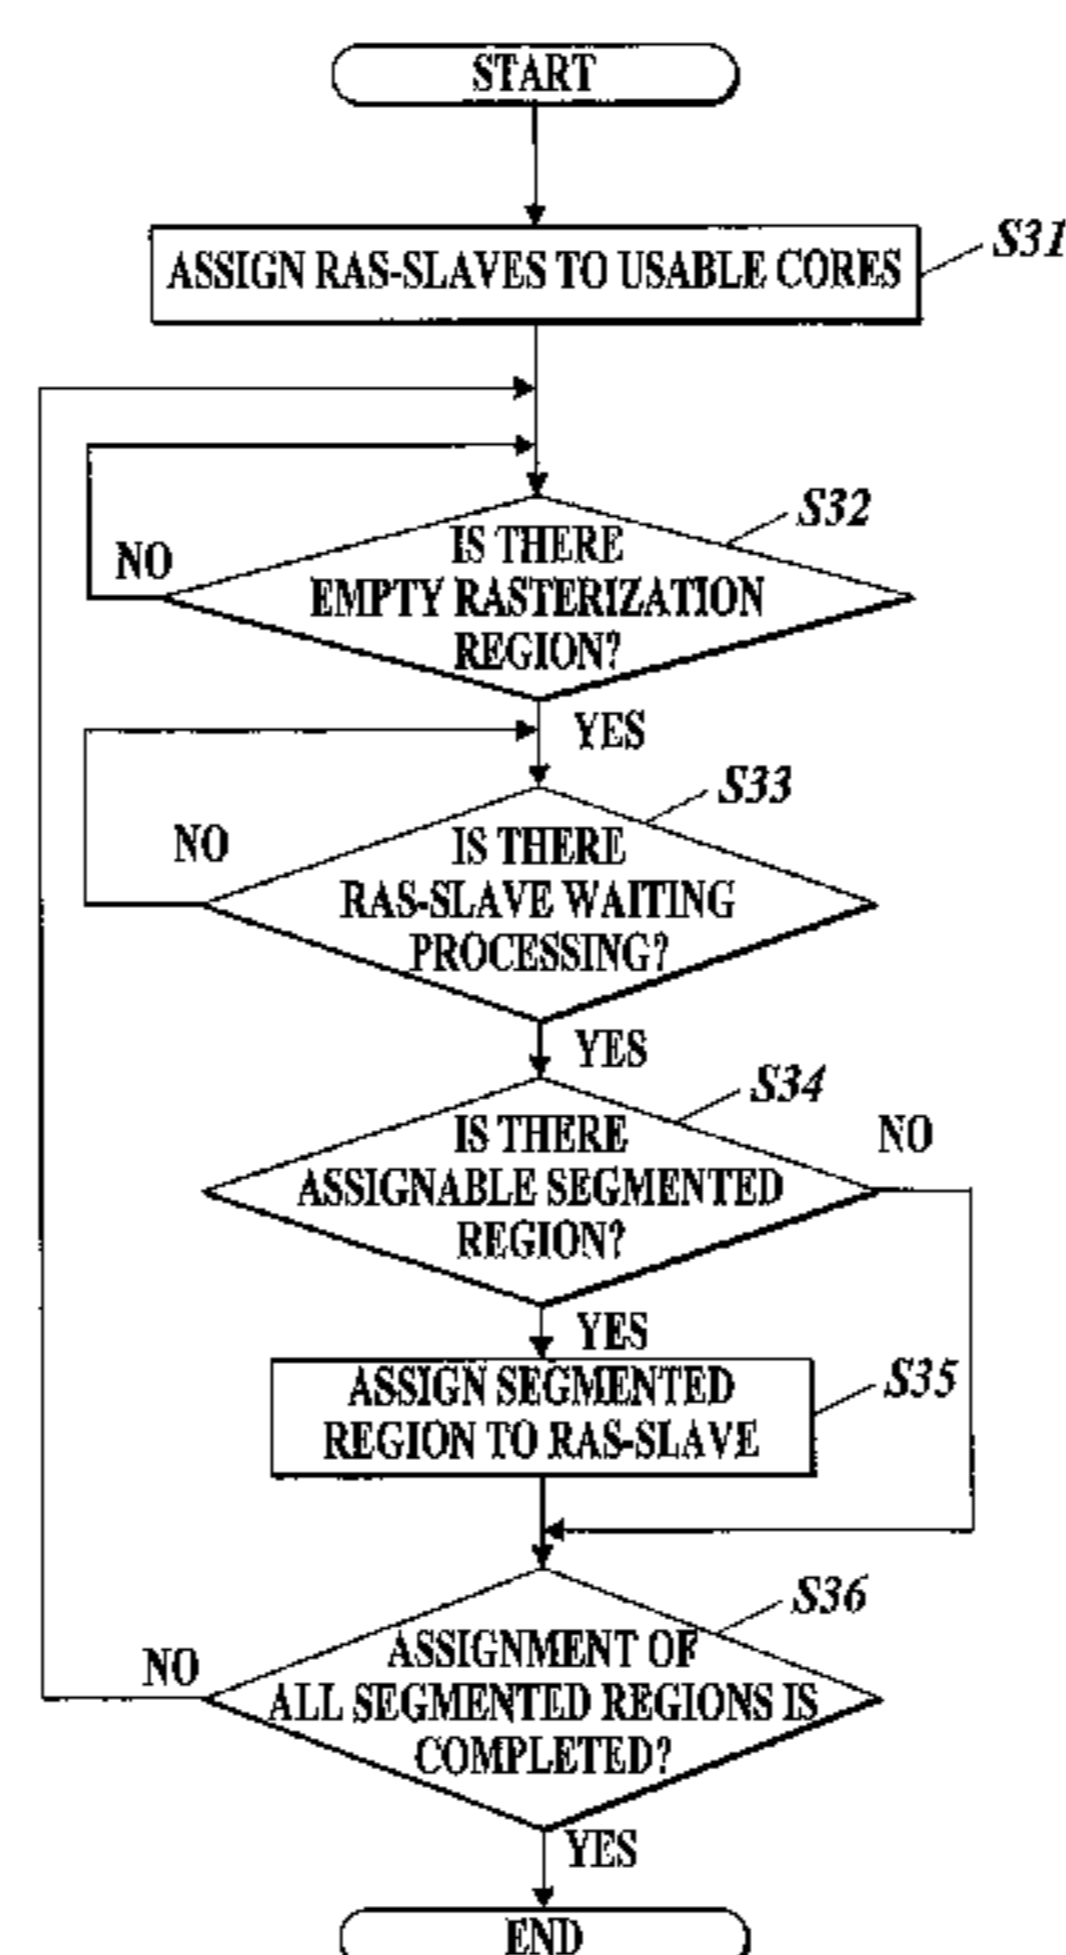 START
ASSIGN RAS-SLAVES TO USABLE CORES
S31
S32
IS THERE
EMPTY RASTERIZATION
REGION?
NO
YES
S33
IS THERE
RAS-SLAVE WAITING
PROCESSING?
NO
YES
S34
IS THERE
ASSIGNABLE SEGMENTED
REGION?
NO
YES
ASSIGN SEGMENTED
REGION TO RAS-SLAVE
S35
S36
ASSIGNMENT OF
ALL SEGMENTED REGIONS IS
COMPLETED?
NO
YES
END